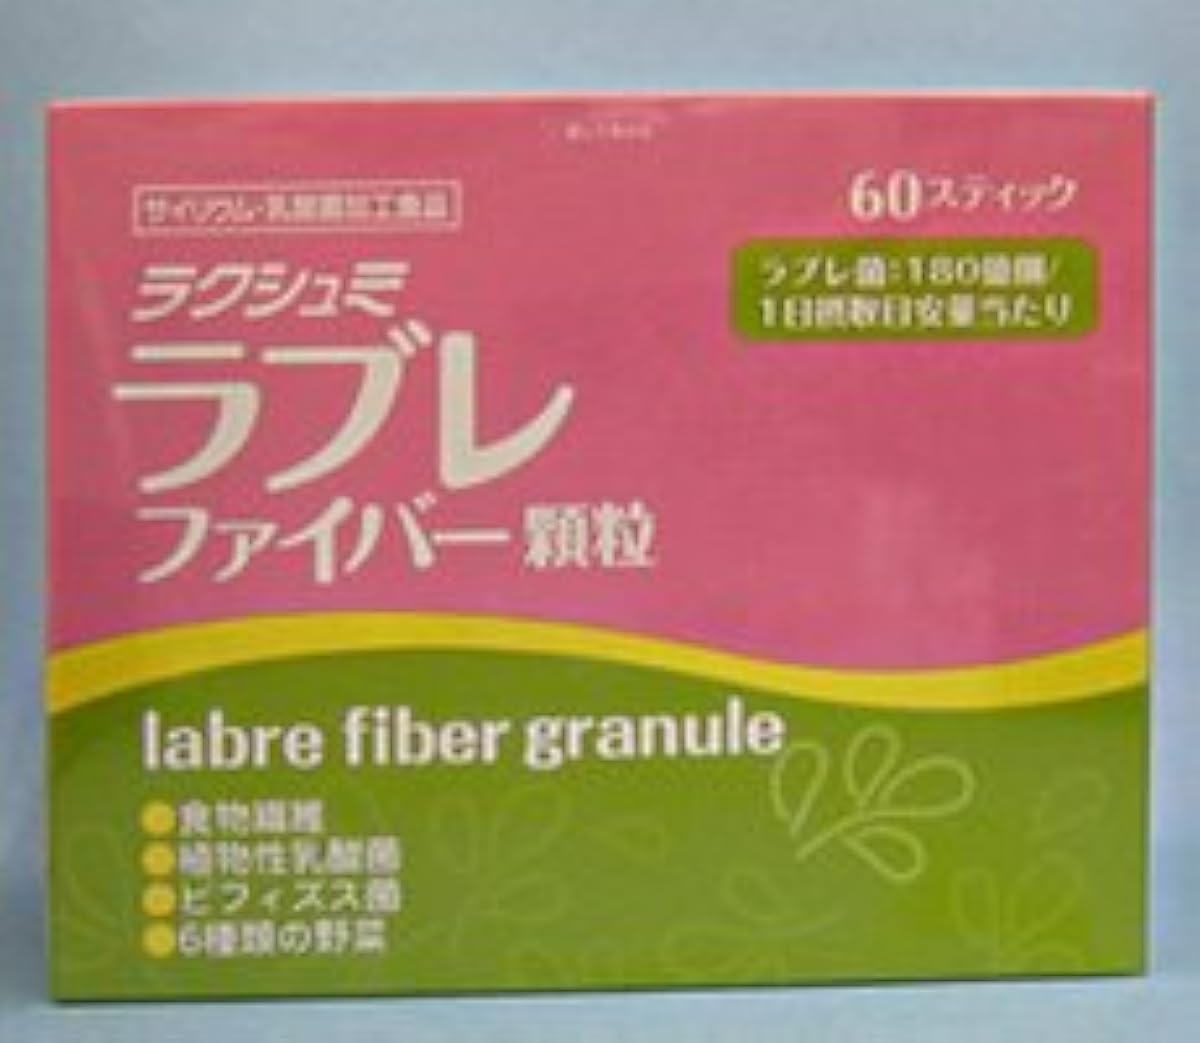 サイリウム・乳酸菌加工食品
60スティック
ラブレ菌:180億個/
1日摂取目安量当たり
ラクシュミ
ラブレ
ファイバー顆粒
labre fiber granule
●食物繊維
●植物性乳酸菌
●ビフィズス菌
●6種類の野菜